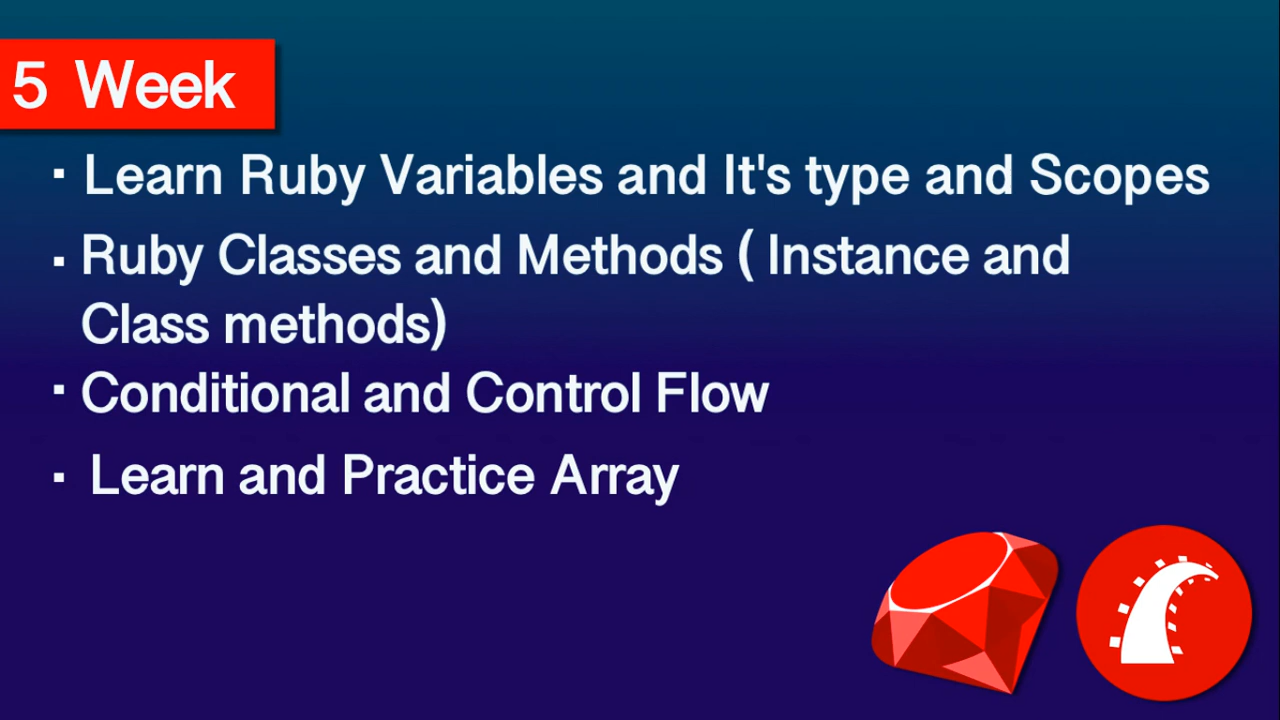 5 Week
▪ Learn Ruby Variables and It's type and Scopes
▪ Ruby Classes and Methods ( Instance and
Class methods)
▪ Conditional and Control Flow
▪ Learn and Practice Array